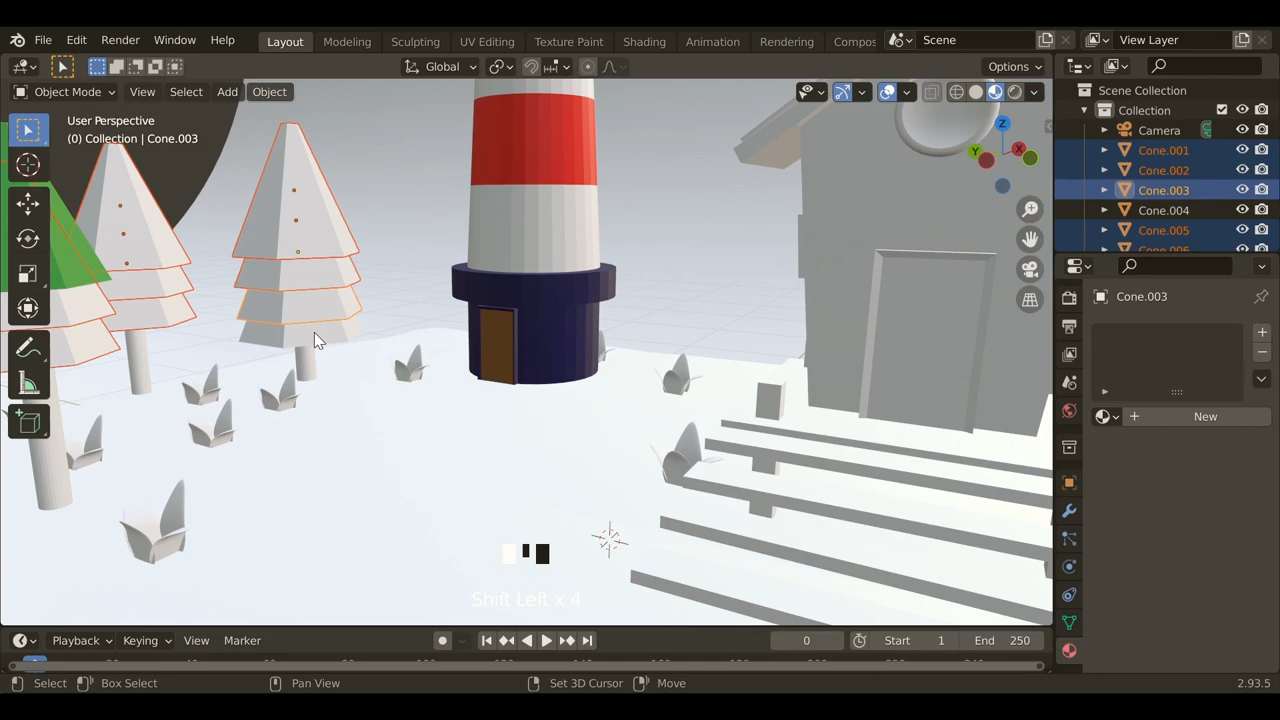 File Edit Render Window Help Layout Modeling Sculpting UV Editing Texture Paint Shading Animation Rendering Compos Scene View Layer
Global Options
Object Mode View Select Add Object
User Perspective
(0) Collection | Cone.003
Z
Y
X
Scene Collection
Collection
Camera
Cone.001
Cone.002
Cone.003
Cone.004
Cone.005
Cone.006
Cone.003
New
Shift Left x 4
Playback Keying View Marker 0 Start 1 End 250
Select Box Select Pan View Set 3D Cursor Move 2.93.5